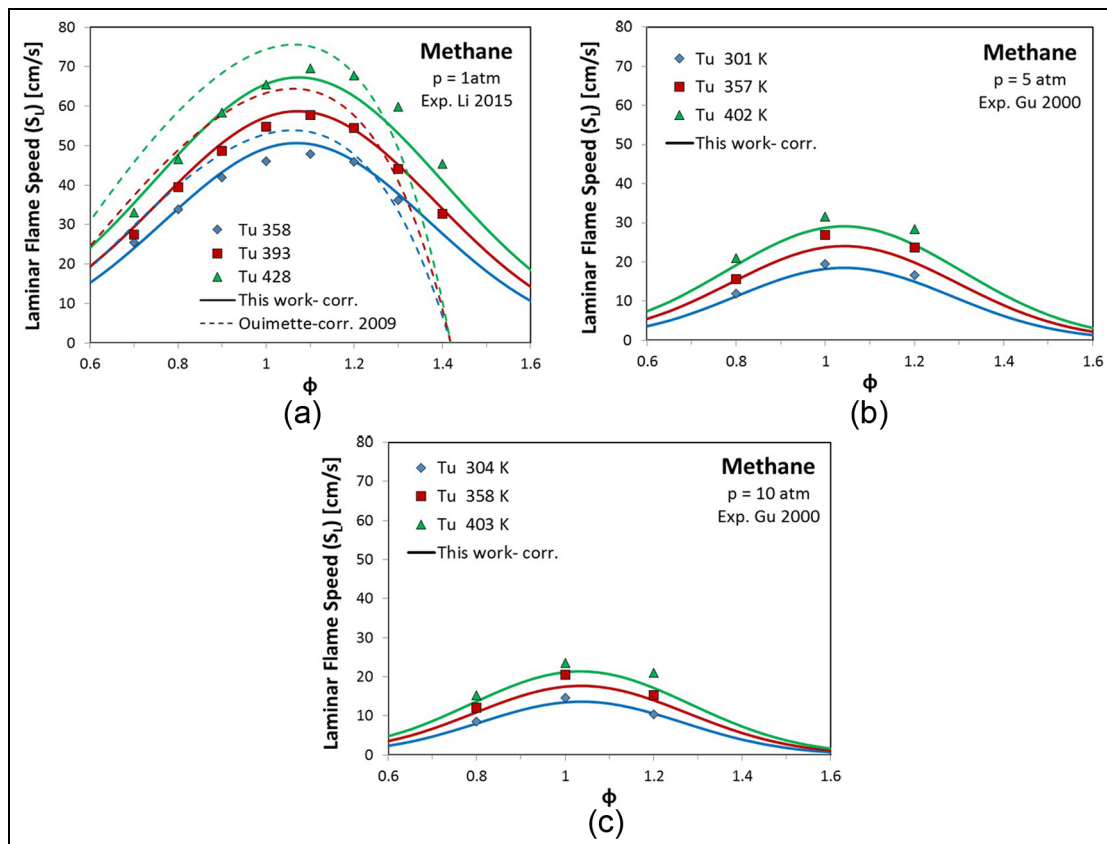 Methane
p = 1atm
Exp. Li 2015
Laminar Flame Speed (SL) [cm/s]
80
70
60
50
40
30
20
10
0
Tu 358
Tu 393
Tu 428
This work- corr.
Ouimette-corr. 2009
0.6 0.8 1 1.2 1.4 1.6
ϕ
(a)
Methane
p = 5 atm
Exp. Gu 2000
Laminar Flame Speed (SL) [cm/s]
80
70
60
50
40
30
20
10
0
Tu 301 K
Tu 357 K
Tu 402 K
This work- corr.
0.6 0.8 1 1.2 1.4 1.6
ϕ
(b)
Methane
p = 10 atm
Exp. Gu 2000
Laminar Flame Speed (SL) [cm/s]
80
70
60
50
40
30
20
10
0
Tu 304 K
Tu 358 K
Tu 403 K
This work- corr.
0.6 0.8 1 1.2 1.4 1.6
ϕ
(c)